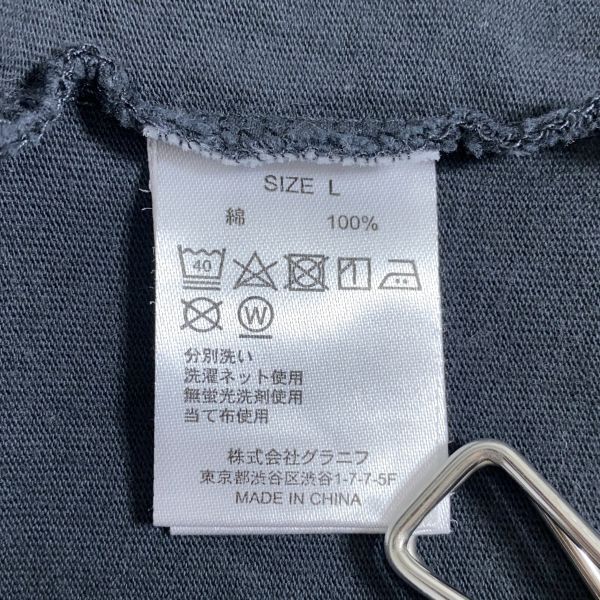 SIZE L
綿 100%
40
W
分別洗い
洗濯ネット使用
無蛍光洗剤使用
当て布使用
株式会社グラニフ
東京都渋谷区渋谷1-7-7-5F
MADE IN CHINA